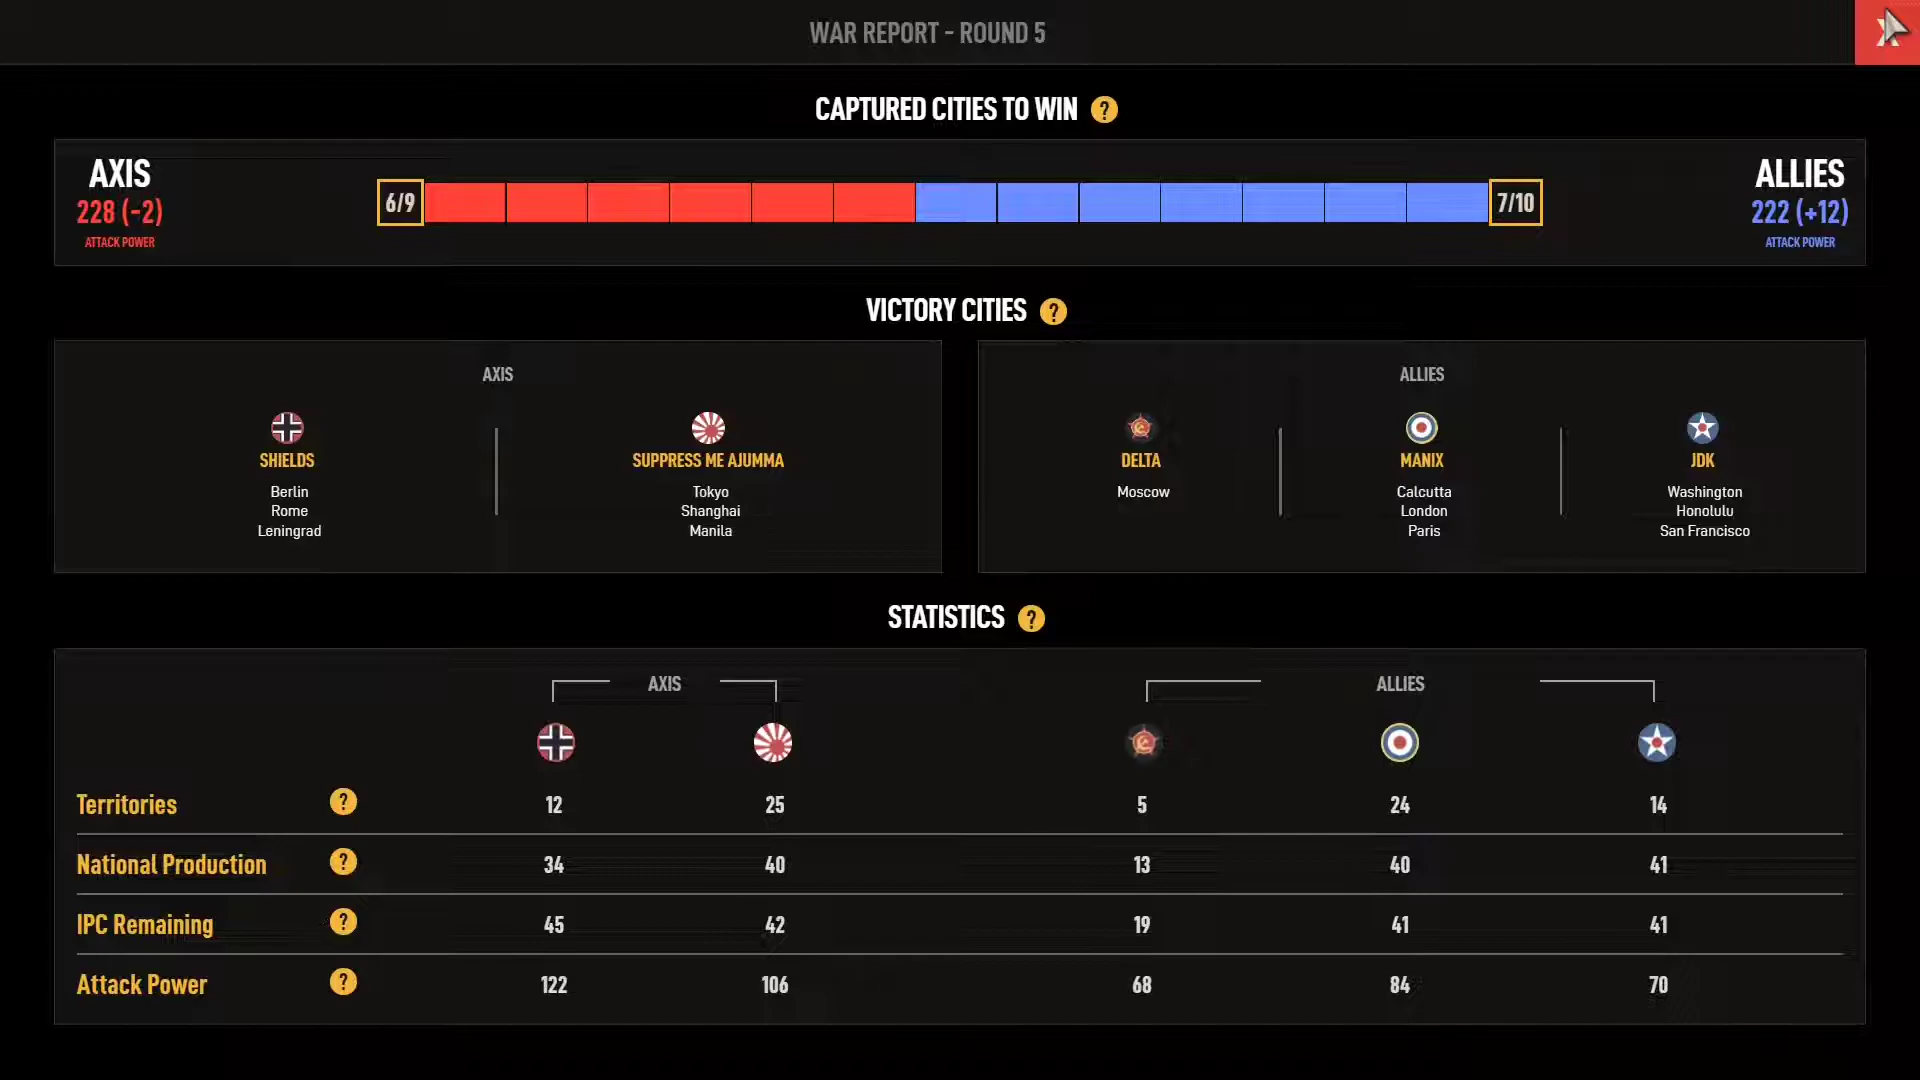 WAR REPORT - ROUND 5
CAPTURED CITIES TO WIN ?
AXIS
228 (-2)
ATTACK POWER
6/9
7/10
ALLIES
222 (+12)
ATTACK POWER
VICTORY CITIES ?
AXIS
SHIELDS
Berlin
Rome
Leningrad
SUPPRESS ME AJUMMA
Tokyo
Shanghai
Manila
ALLIES
DELTA
Moscow
MANIX
Calcutta
London
Paris
JDK
Washington
Honolulu
San Francisco
STATISTICS ?
AXIS ALLIES
Territories ? 12 25 5 24 14
National Production ? 34 40 13 40 41
IPC Remaining ? 45 42 19 41 41
Attack Power ? 122 106 68 84 70